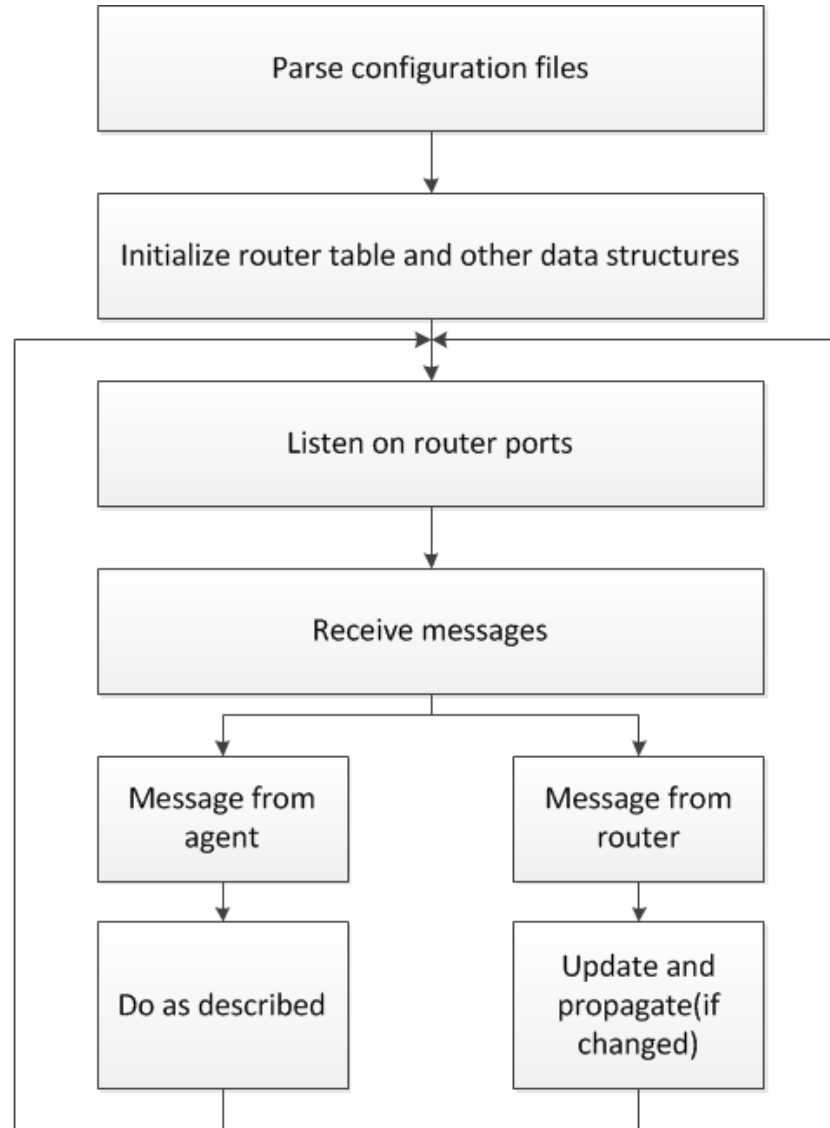 Parse configuration files
Initialize router table and other data structures
Listen on router ports
Receive messages
Message from
agent
Message from
router
Do as described
Update and
propagate(if
changed)